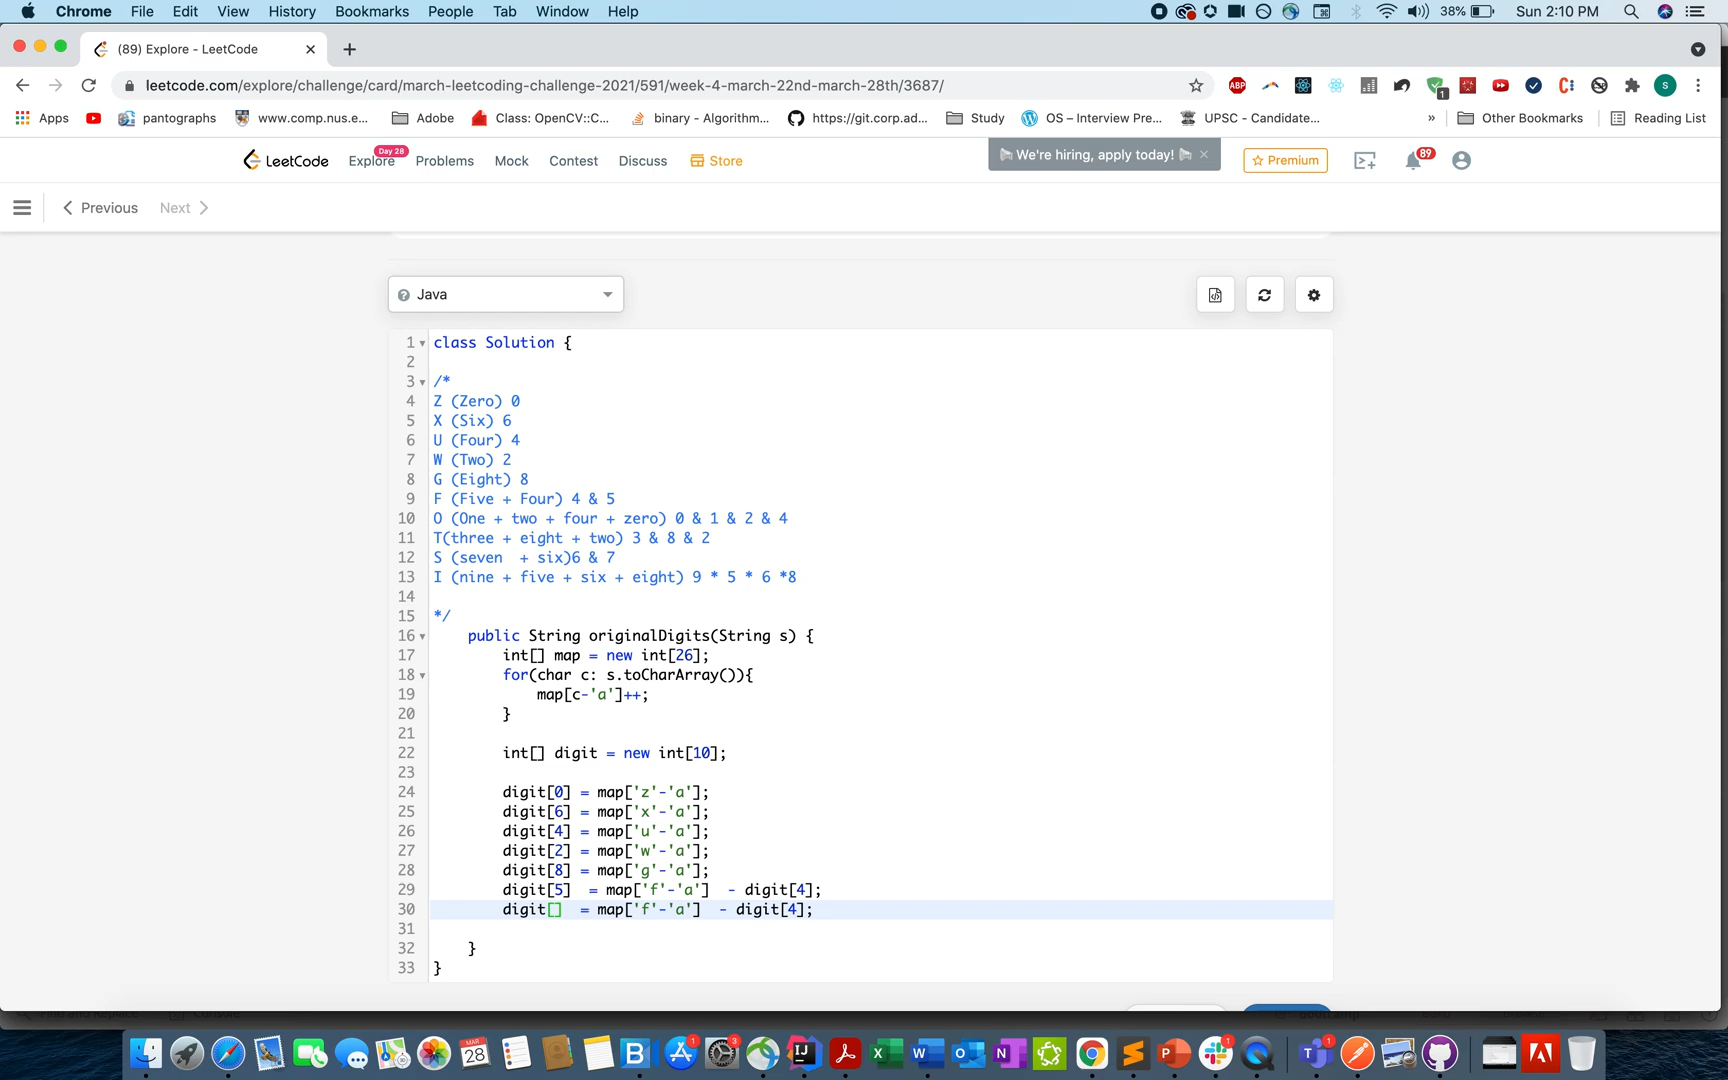 Chrome File Edit View History Bookmarks People Tab Window Help 38% Sun 2:10 PM
(89) Explore - LeetCode
leetcode.com/explore/challenge/card/march-leetcoding-challenge-2021/591/week-4-march-22nd-march-28th/3687/
Apps pantographs www.comp.nus.e... Adobe Class: OpenCV::C... binary - Algorithm... https://git.corp.ad... Study OS – Interview Pre... UPSC - Candidate... » Other Bookmarks Reading List
LeetCode Explore Day 28 Problems Mock Contest Discuss Store We're hiring, apply today! Premium 89
Previous Next
Java
1 class Solution {
2
3 /*
4 Z (Zero) 0
5 X (Six) 6
6 U (Four) 4
7 W (Two) 2
8 G (Eight) 8
9 F (Five + Four) 4 & 5
10 O (One + two + four + zero) 0 & 1 & 2 & 4
11 T(three + eight + two) 3 & 8 & 2
12 S (seven  + six)6 & 7
13 I (nine + five + six + eight) 9 * 5 * 6 *8
14
15 */
16 public String originalDigits(String s) {
17 int[] map = new int[26];
18 for(char c: s.toCharArray()){
19 map[c-'a']++;
20 }
21
22 int[] digit = new int[10];
23
24 digit[0] = map['z'-'a'];
25 digit[6] = map['x'-'a'];
26 digit[4] = map['u'-'a'];
27 digit[2] = map['w'-'a'];
28 digit[8] = map['g'-'a'];
29 digit[5]  = map['f'-'a']  - digit[4];
30 digit[]  = map['f'-'a']  - digit[4];
31
32 }
33 }